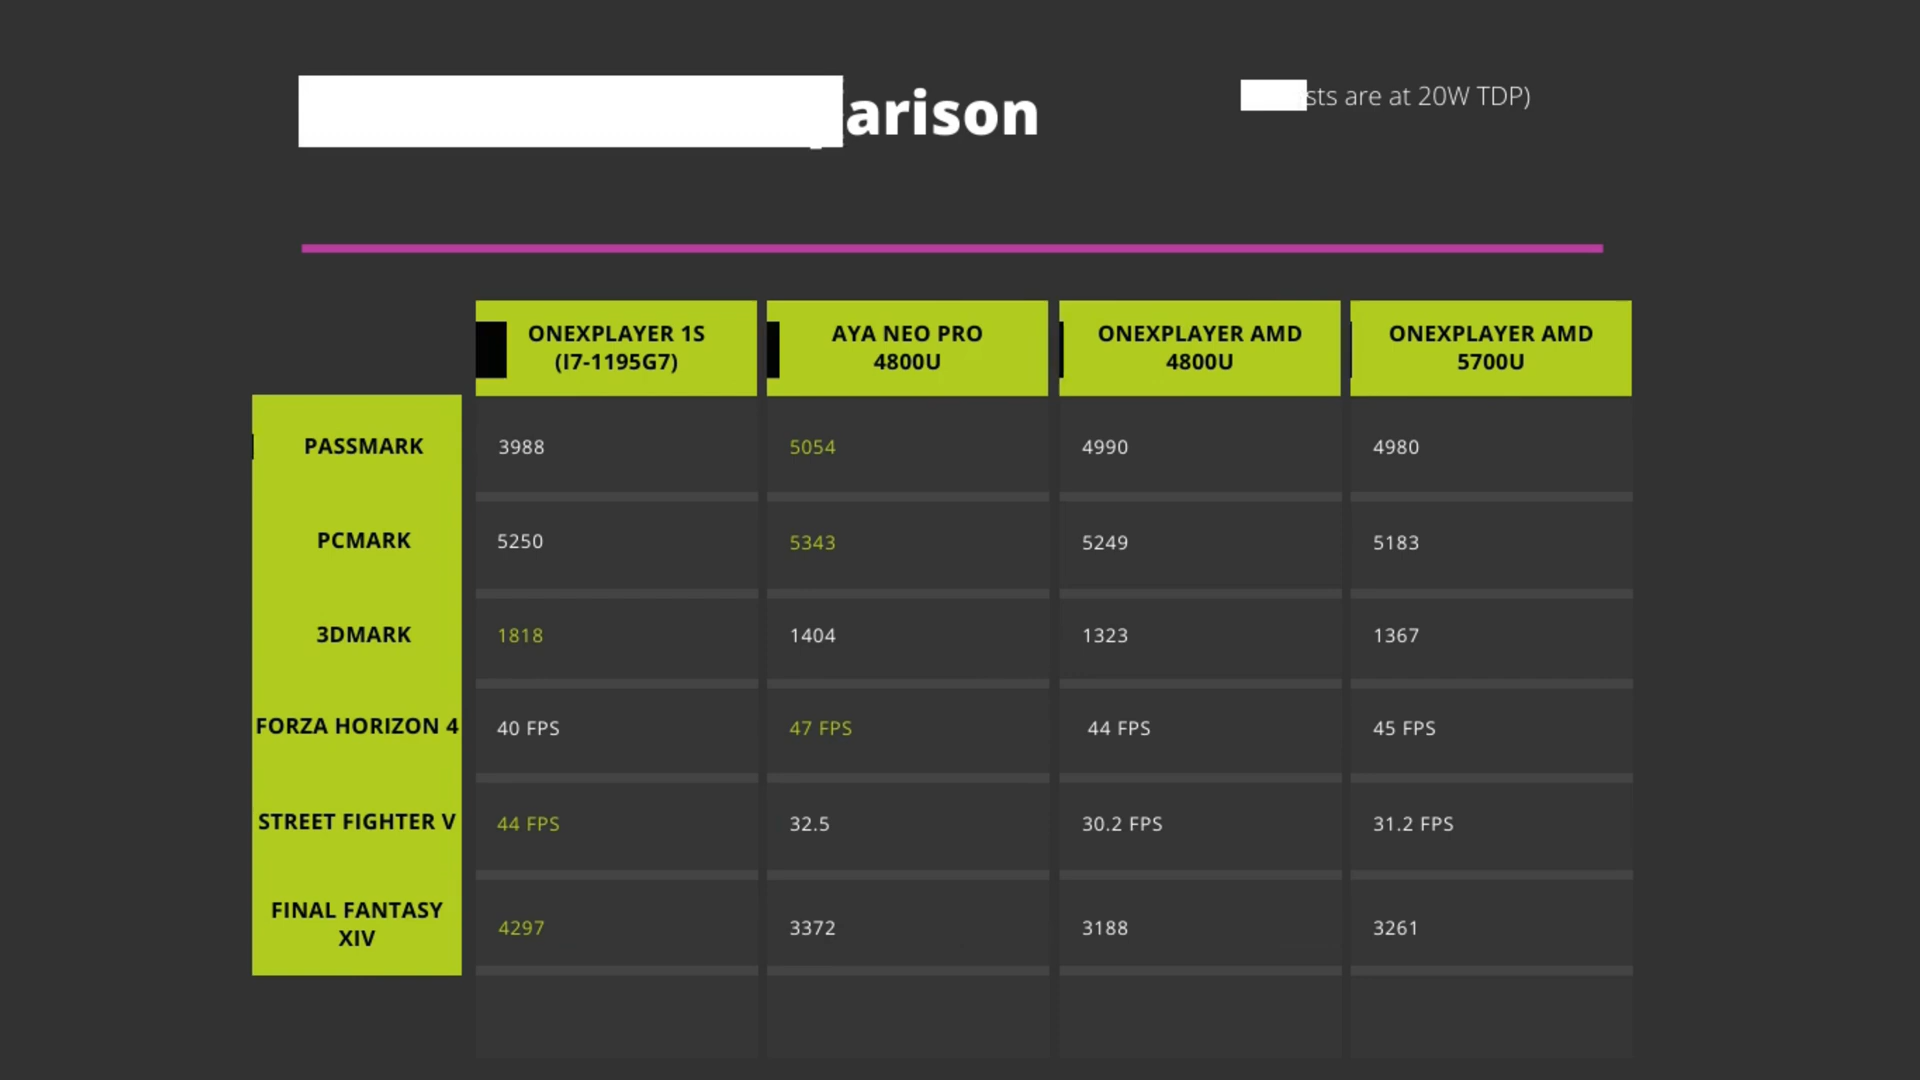 arison
sts are at 20W TDP)
ONEXPLAYER 1S
(I7-1195G7)
AYA NEO PRO
4800U
ONEXPLAYER AMD
4800U
ONEXPLAYER AMD
5700U
PASSMARK
3988
5054
4990
4980
PCMARK
5250
5343
5249
5183
3DMARK
1818
1404
1323
1367
FORZA HORIZON 4
40 FPS
47 FPS
44 FPS
45 FPS
STREET FIGHTER V
44 FPS
32.5
30.2 FPS
31.2 FPS
FINAL FANTASY
XIV
4297
3372
3188
3261